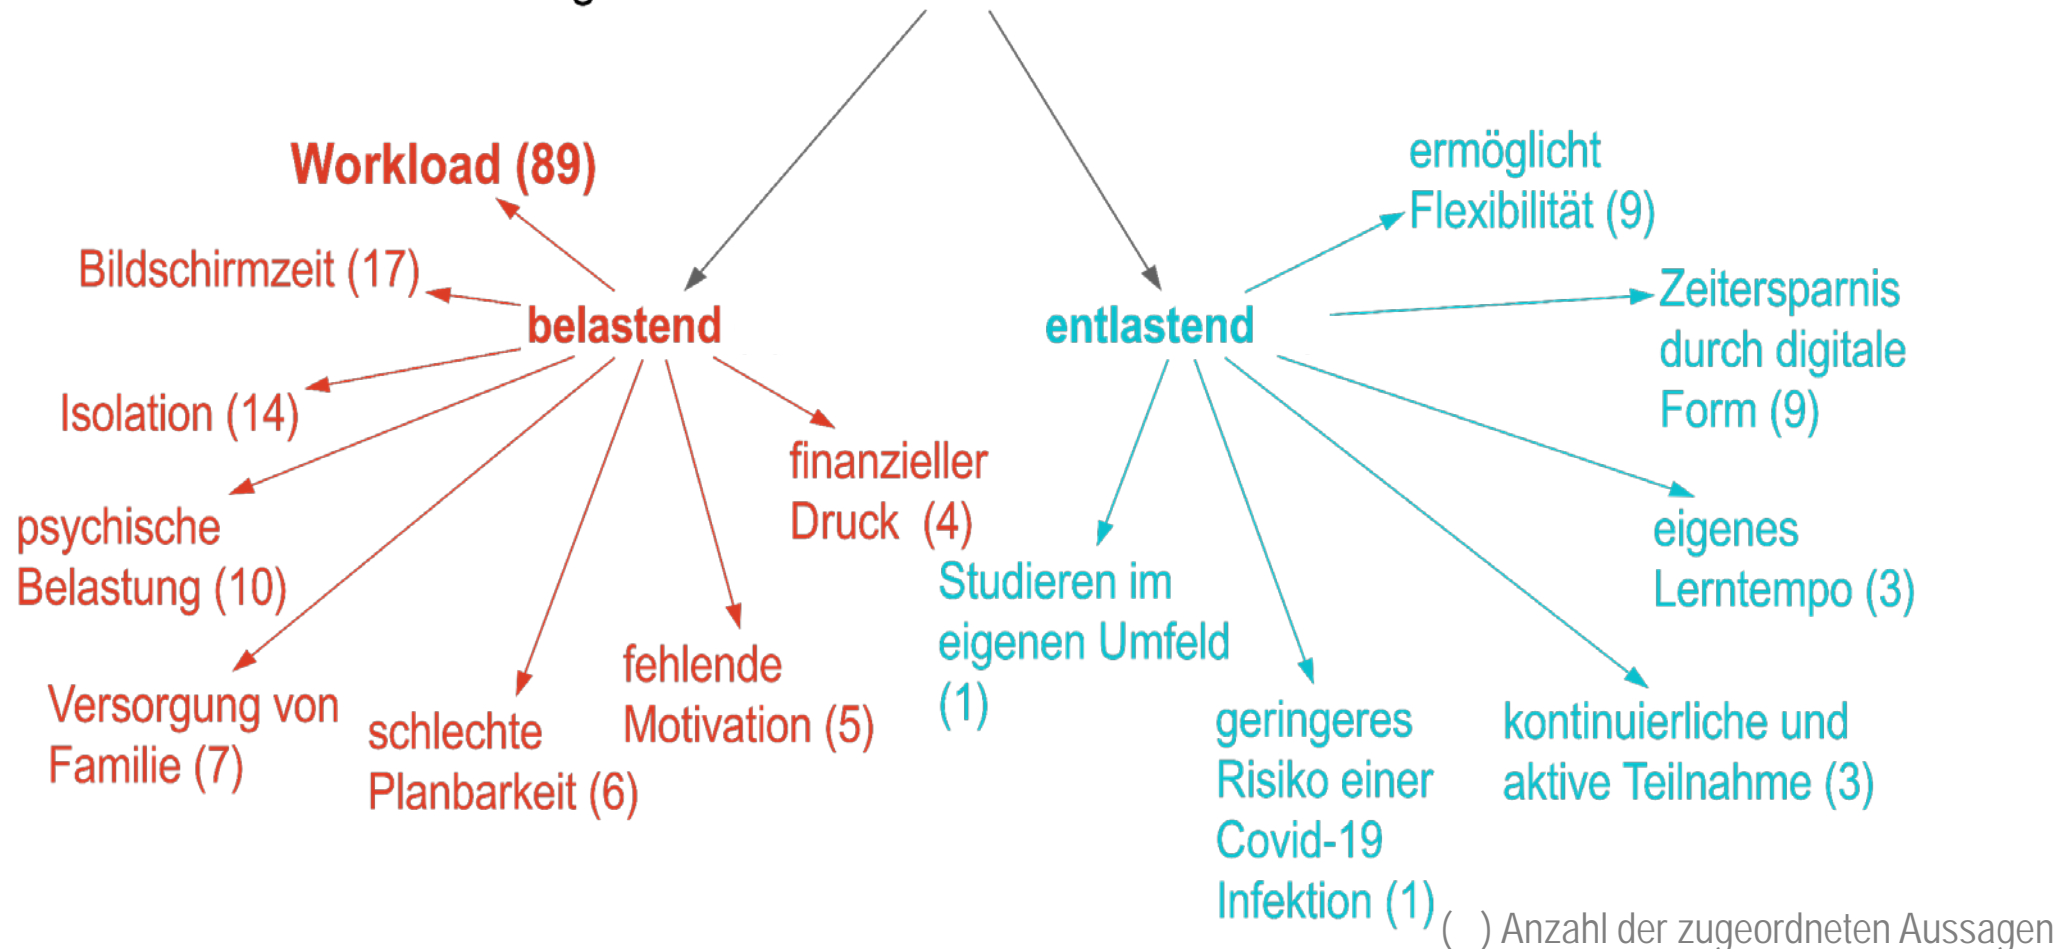 Workload (89)
Bildschirmzeit (17)
belastend
Isolation (14)
psychische
Belastung (10)
Versorgung von
Familie (7)
schlechte
Planbarkeit (6)
fehlende
Motivation (5)
finanzieller
Druck (4)
entlastend
ermöglicht
Flexibilität (9)
Zeitersparnis
durch digitale
Form (9)
eigenes
Lerntempo (3)
kontinuierliche und
aktive Teilnahme (3)
geringeres
Risiko einer
Covid-19
Infektion (1)
Studieren im
eigenen Umfeld
(1)
( ) Anzahl der zugeordneten Aussagen